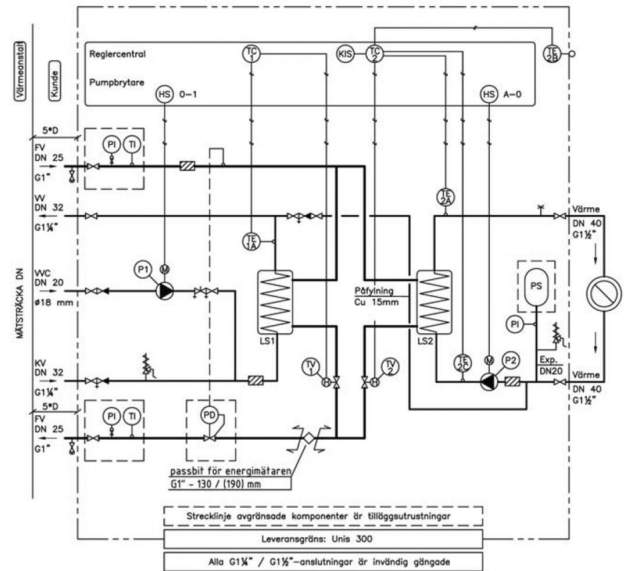 Värmeanstalt
Kunde
MÄTSTRÄCKA DN
Reglercentral
Pumpbrytare
TC
1
KIS
TC
2
TE
2B
HS
0-1
HS
A-0
5*D
FV
DN 25
G1"
PI
TI
VV
DN 32
G1¼"
TE
1A
TE
2A
Värme
DN 40
G1½"
VVC
DN 20
ø18 mm
P1
M
LS1
Påfylning
Cu 15mm
LS2
PS
PI
Exp.
DN20
TV
1
TV
2
TE
2C
M
P2
KV
DN 32
G1¼"
Värme
DN 40
G1½"
5*D
FV
DN 25
G1"
PI
TI
PD
passbit för energimätaren
G1" - 130 / (190) mm
Strecklinje avgränsade komponenter är tilläggsutrustningar
Leveransgräns: Unis 300
Alla G1¼" / G1½"-anslutningar är invändig gängade